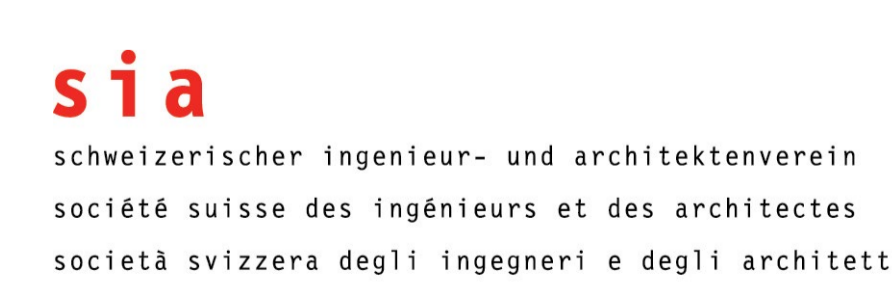 sia
schweizerischer ingenieur- und architektenverein
société suisse des ingénieurs et des architectes
società svizzera degli ingegneri e degli architett